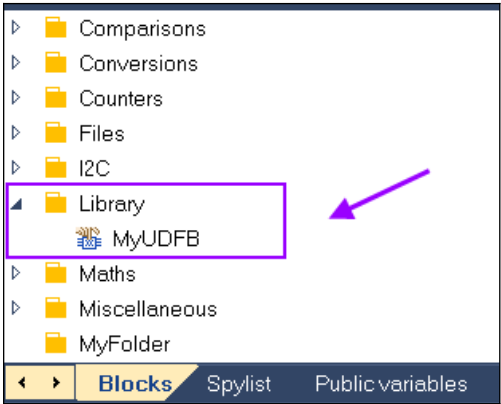 Comparisons
Conversions
Counters
Files
I2C
Library
MyUDFB
Maths
Miscellaneous
MyFolder
Blocks Spylist Public variables